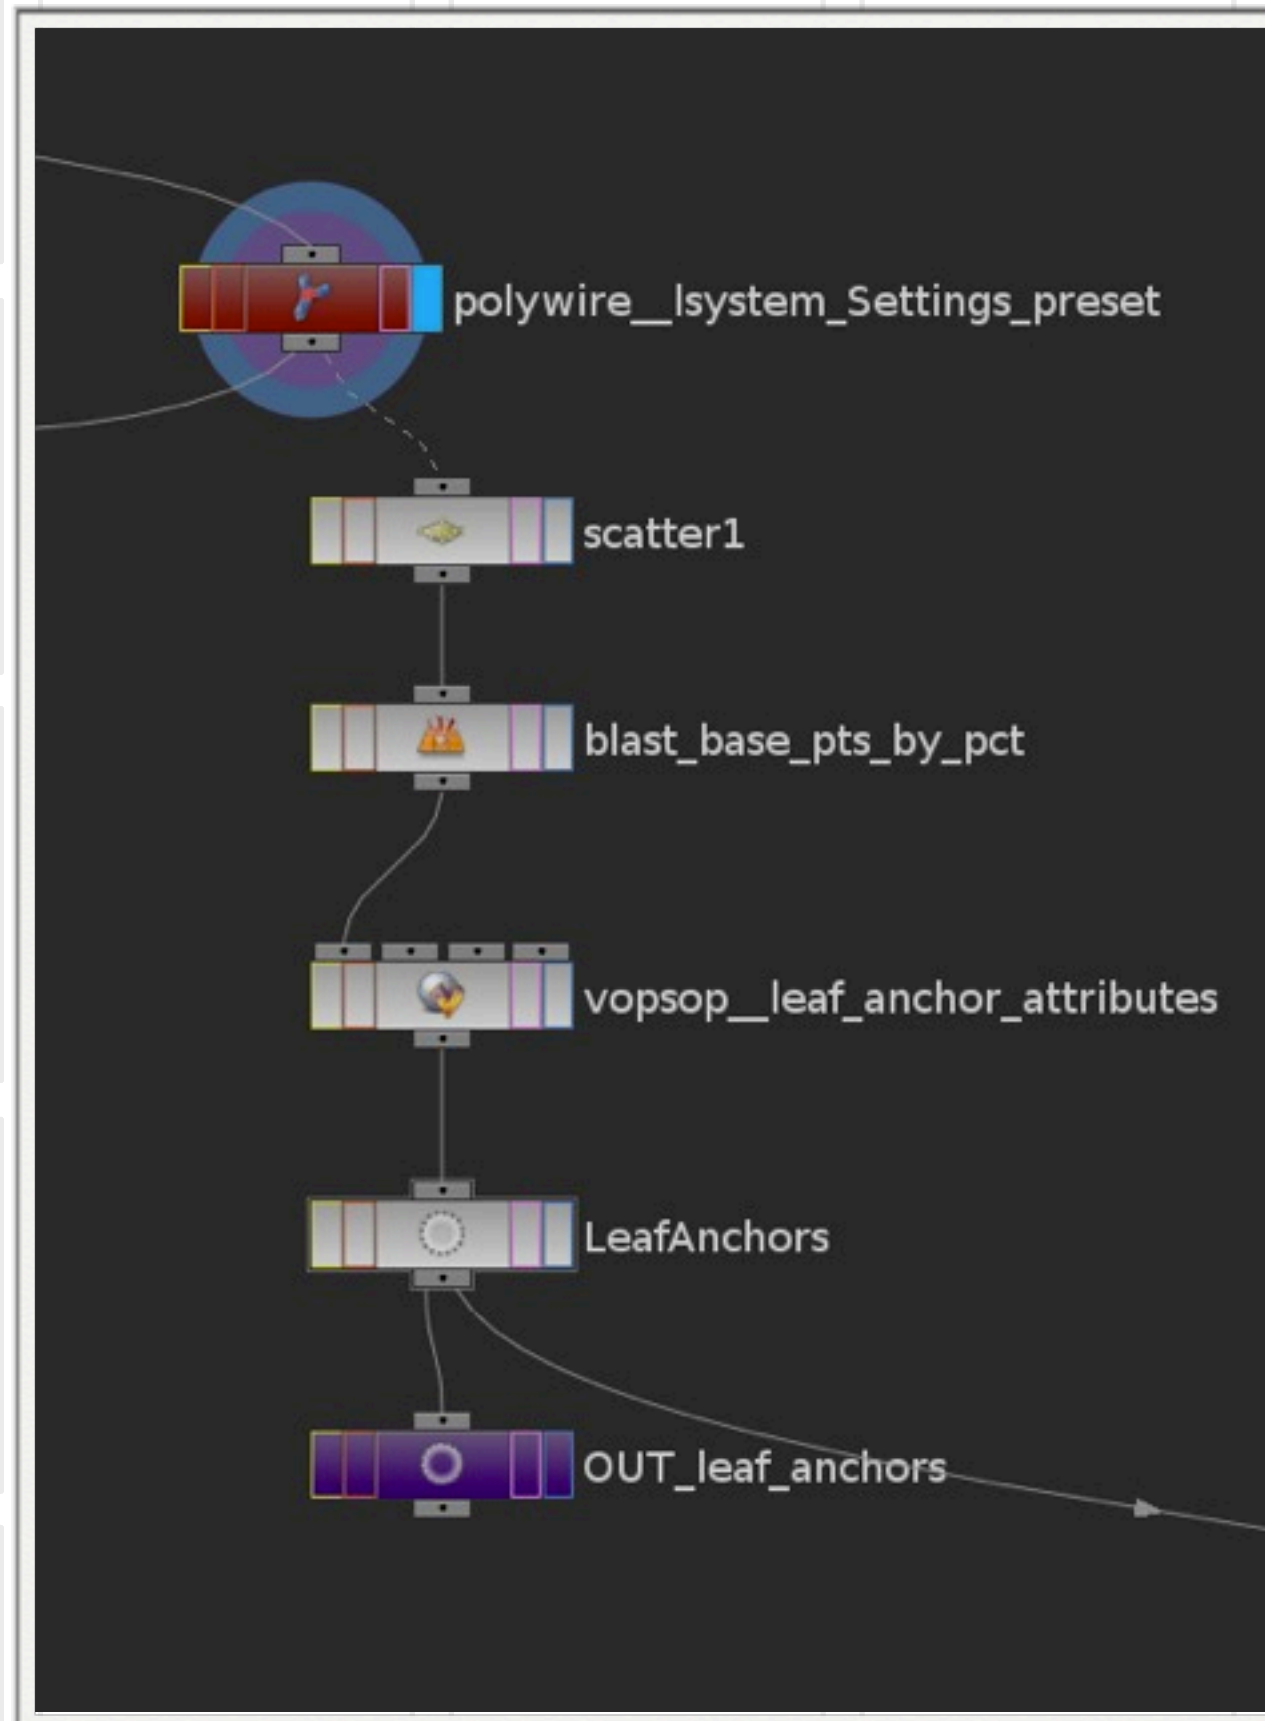 polywire__lsystem_Settings_preset
scatter1
blast_base_pts_by_pct
vopsop__leaf_anchor_attributes
LeafAnchors
OUT_leaf_anchors